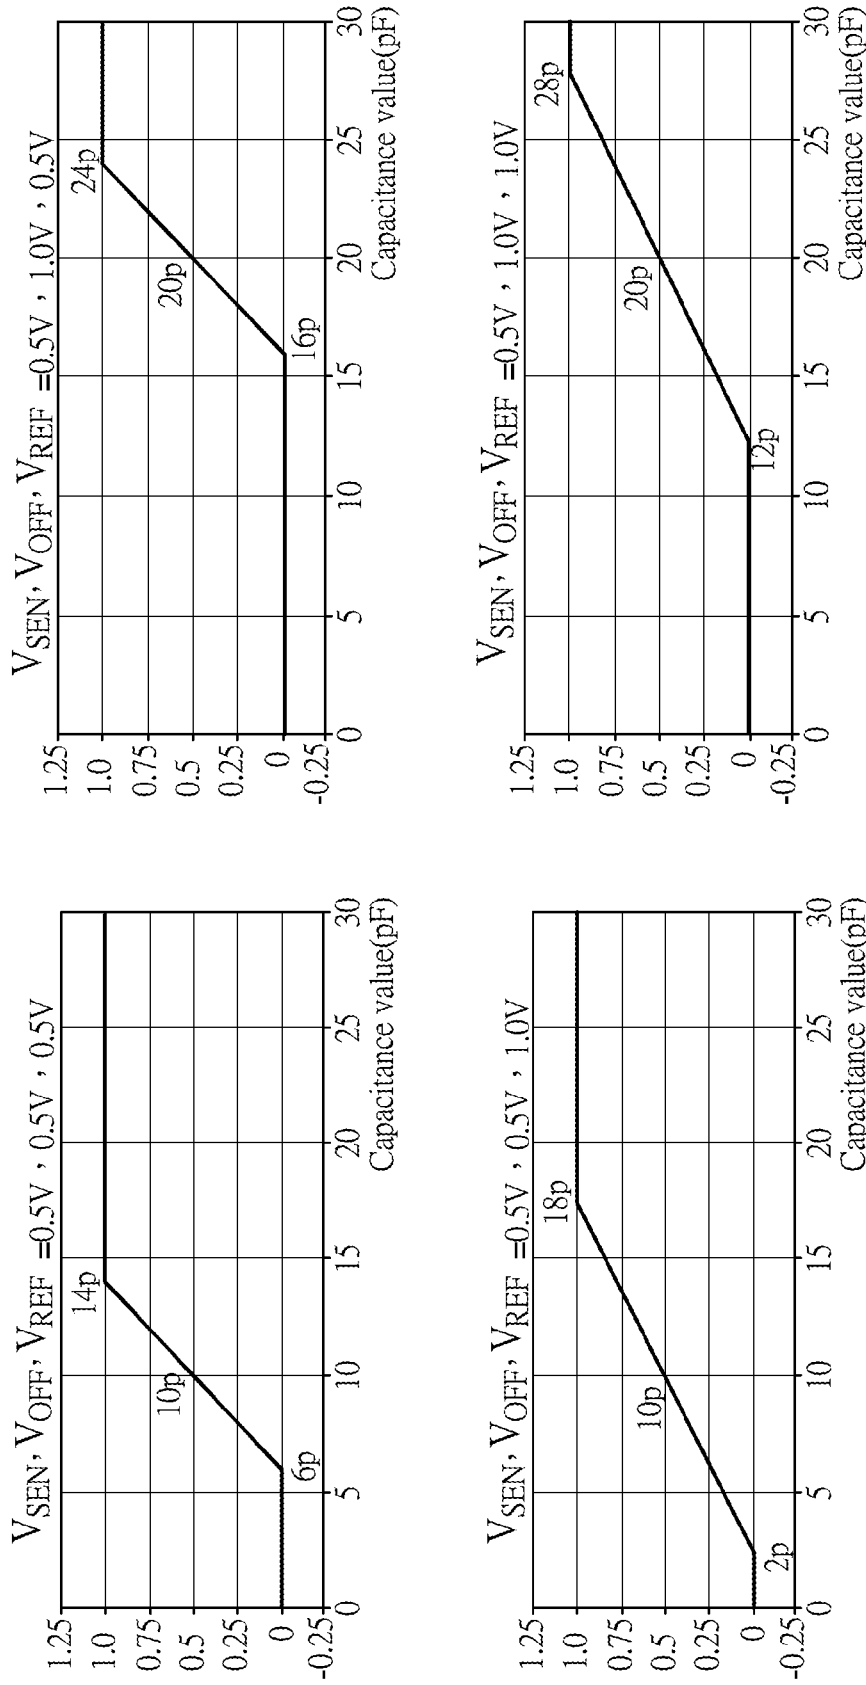 V_SEN, V_OFF, V_REF =0.5V , 0.5V , 0.5V
1.25
1.0
0.75
0.5
0.25
0
-0.25
14p
10p
6p
0 5 10 15 20 25 30
Capacitance value(pF)
V_SEN, V_OFF, V_REF =0.5V , 1.0V , 0.5V
1.25
1.0
0.75
0.5
0.25
0
-0.25
24p
20p
16p
0 5 10 15 20 25 30
Capacitance value(pF)
V_SEN, V_OFF, V_REF =0.5V , 0.5V , 1.0V
1.25
1.0
0.75
0.5
0.25
0
-0.25
18p
10p
2p
0 5 10 15 20 25 30
Capacitance value(pF)
V_SEN, V_OFF, V_REF =0.5V , 1.0V , 1.0V
1.25
1.0
0.75
0.5
0.25
0
-0.25
28p
20p
12p
0 5 10 15 20 25 30
Capacitance value(pF)